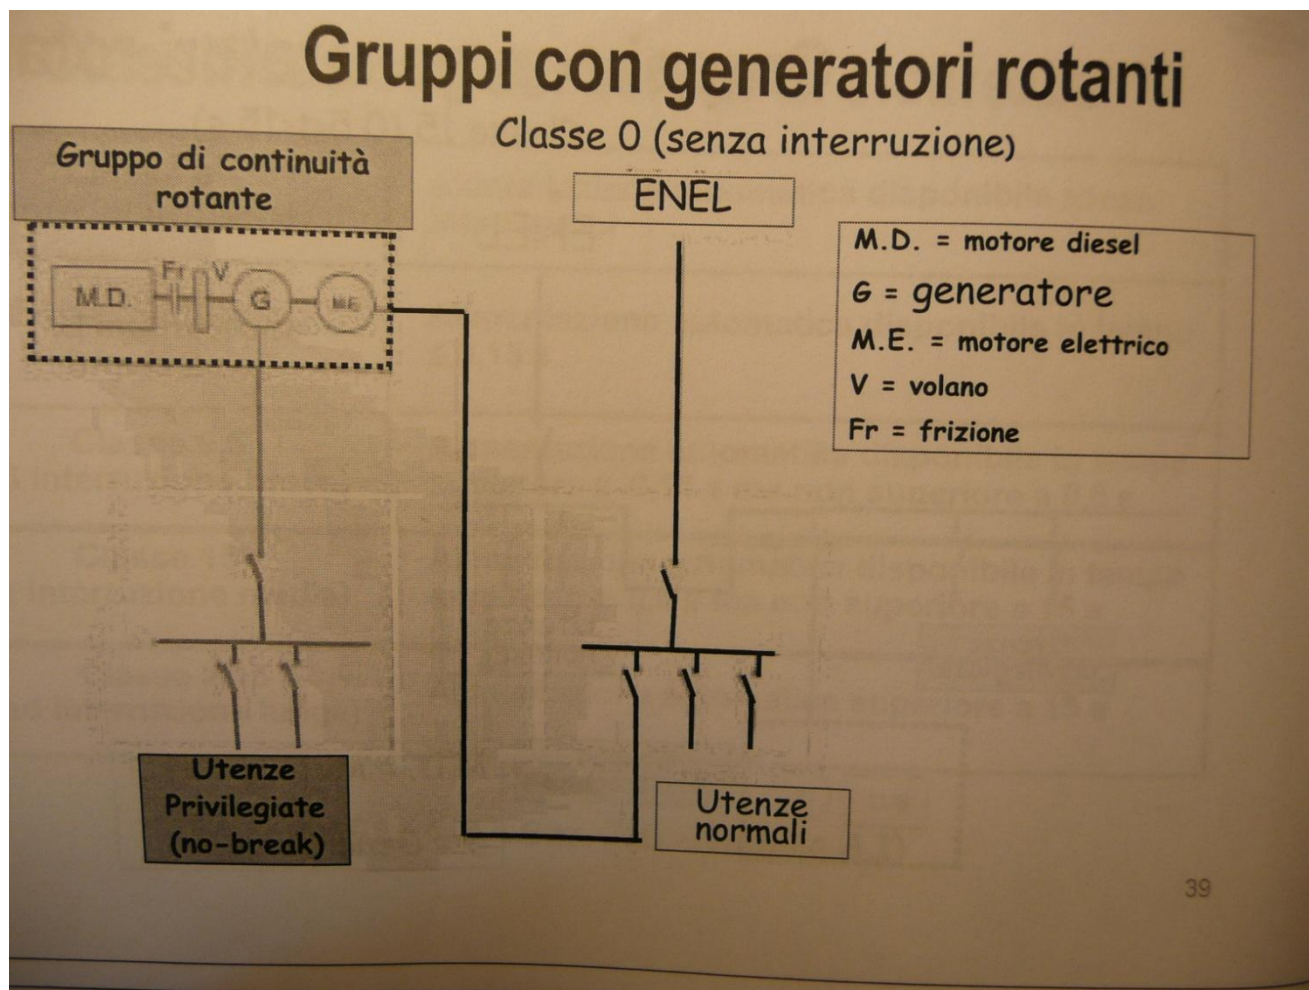 Gruppi con generatori rotanti
Classe 0 (senza interruzione)
Gruppo di continuità
rotante
ENEL
M.D. = motore diesel
G = generatore
M.E. = motore elettrico
V = volano
Fr = frizione
Fr V
M.D. G M.E
Utenze
Privilegiate
(no-break)
Utenze
normali
39